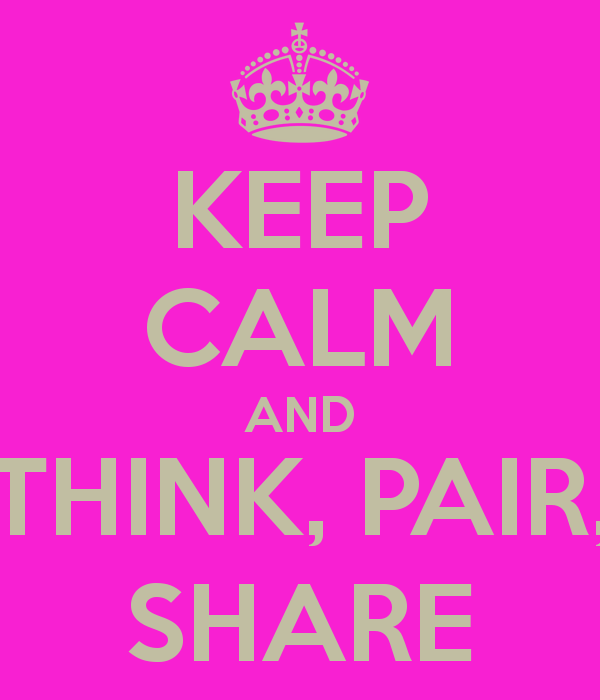 KEEP
CALM
AND
THINK, PAIR,
SHARE